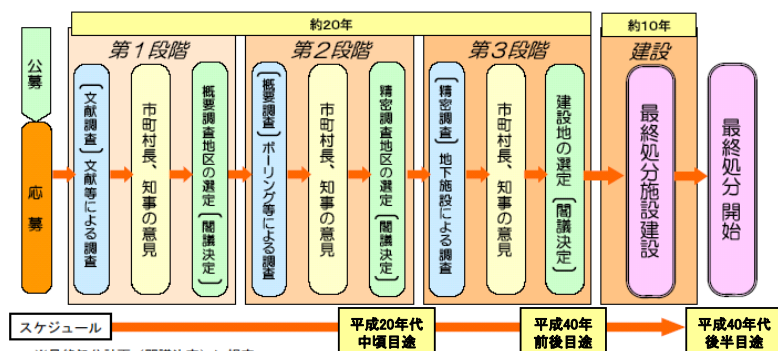 約20年
約10年
第1段階
第2段階
第3段階
建設
公募
応募
［文献調査］文献等による調査
市町村長、知事の意見
概要調査地区の選定［閣議決定］
［概要調査］ボーリング等による調査
市町村長、知事の意見
精密調査地区の選定［閣議決定］
［精密調査］地下施設による調査
市町村長、知事の意見
建設地の選定［閣議決定］
最終処分施設建設
最終処分 開始
スケジュール
平成20年代
中頃目途
平成40年
前後目途
平成40年代
後半目途